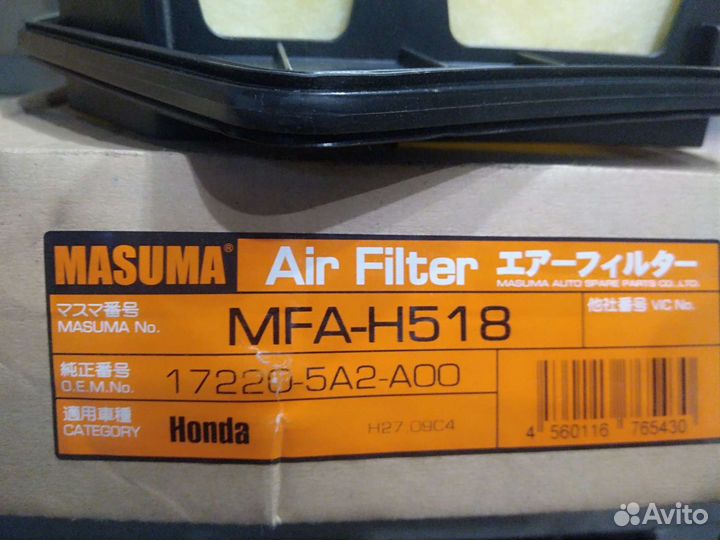 MASUMA® Air Filter エアーフィルター
MASUMA AUTO SPARE PARTS CO.,LTD.
マスマ番号
MASUMA No.
MFA-H518
他社番号 VIC No.
純正番号
O.E.M.No.
17220-5A2-A00
適用車種
CATEGORY
Honda
H27.09C4
4 560116 765430
Avito